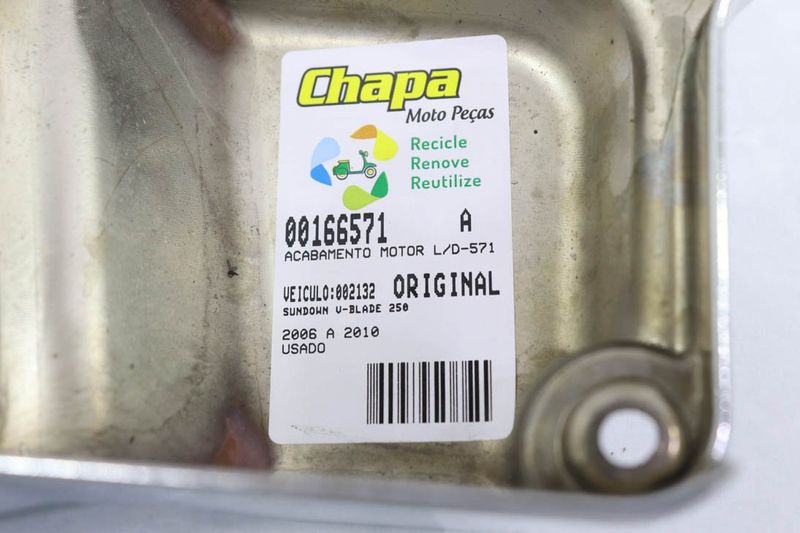 Chapa
Moto Peças
Recicle
Renove
Reutilize
00166571 A
ACABAMENTO MOTOR L/D-571
VEICULO:002132 ORIGINAL
SUNDOWN V-BLADE 250
2006 A 2010
USADO